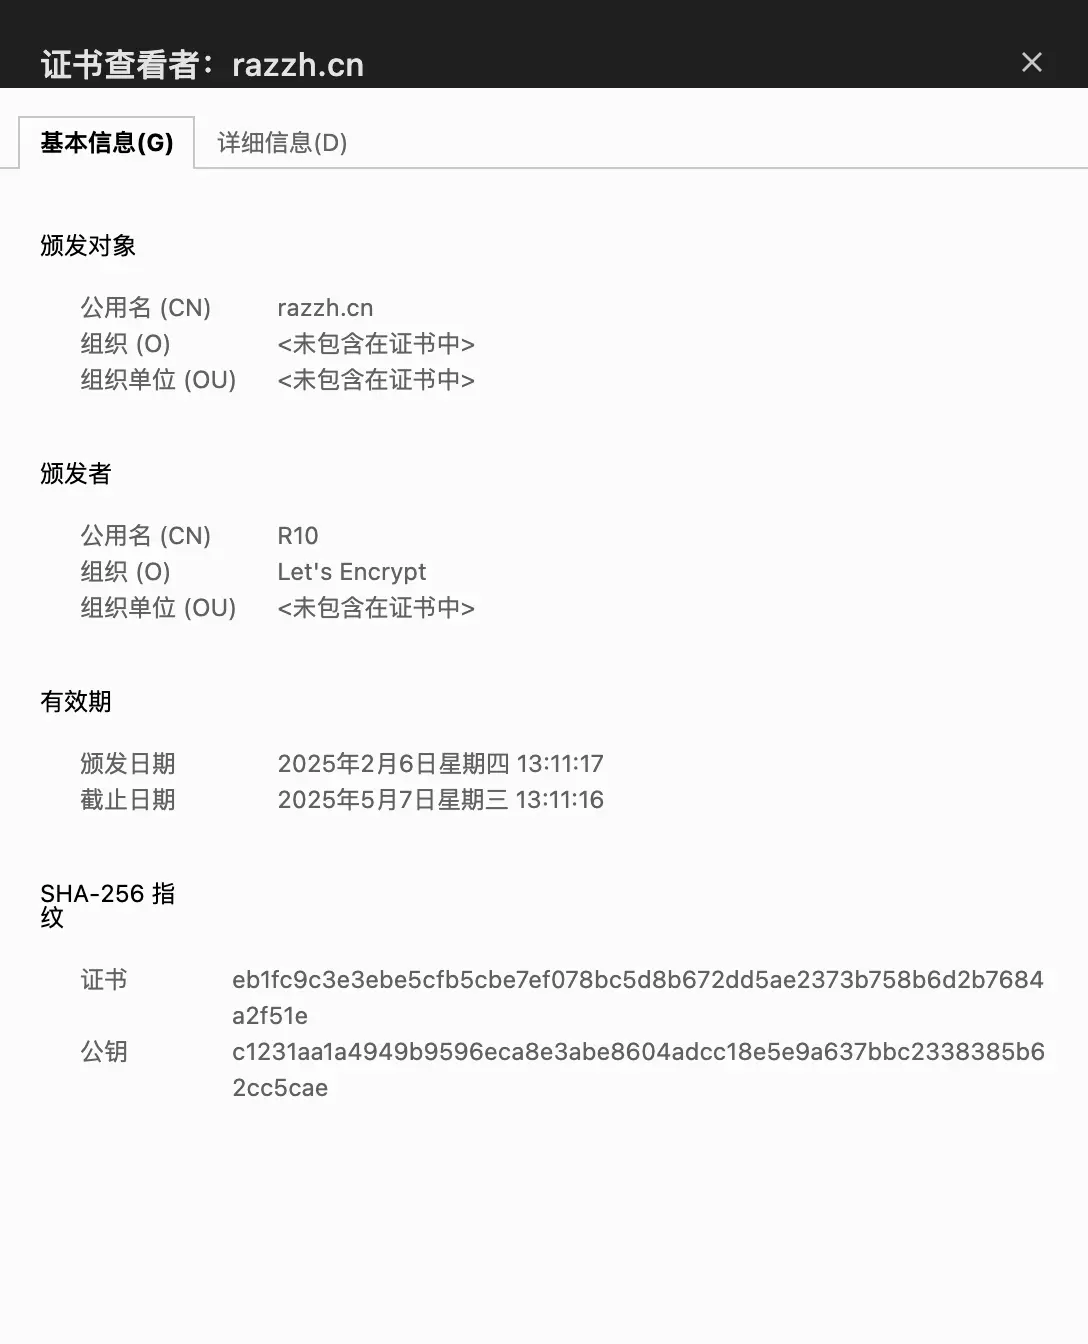 证书查看者：razzh.cn
基本信息(G) 详细信息(D)
颁发对象
公用名 (CN) razzh.cn
组织 (O) <未包含在证书中>
组织单位 (OU) <未包含在证书中>
颁发者
公用名 (CN) R10
组织 (O) Let's Encrypt
组织单位 (OU) <未包含在证书中>
有效期
颁发日期 2025年2月6日星期四 13:11:17
截止日期 2025年5月7日星期三 13:11:16
SHA-256 指
纹
证书 eb1fc9c3e3ebe5cfb5cbe7ef078bc5d8b672dd5ae2373b758b6d2b7684
a2f51e
公钥 c1231aa1a4949b9596eca8e3abe8604adcc18e5e9a637bbc2338385b6
2cc5cae